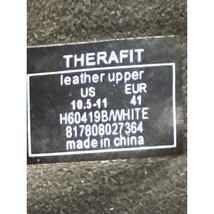 THERAFIT
leather upper
US EUR
10.5-11 41
H60419B/WHITE
817808027364
made in china